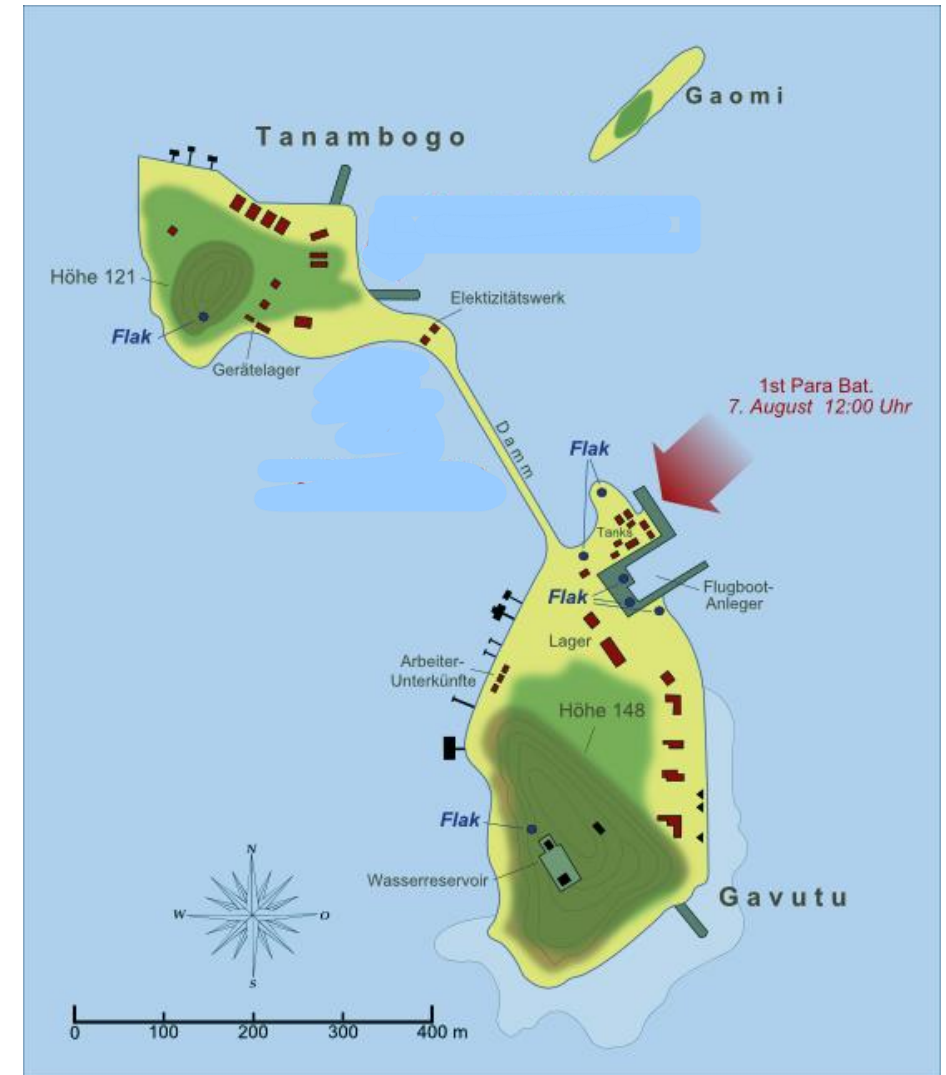 Gaomi
Tanambogo
Höhe 121
Elektizitätswerk
Flak
Gerätelager
1st Para Bat.
7. August 12:00 Uhr
Damm
Flak
Tanks
Flak
Flugboot-
Anleger
Lager
Arbeiter-
Unterkünfte
Höhe 148
Flak
Wasserreservoir
Gavutu
N
W
O
S
0 100 200 300 400 m